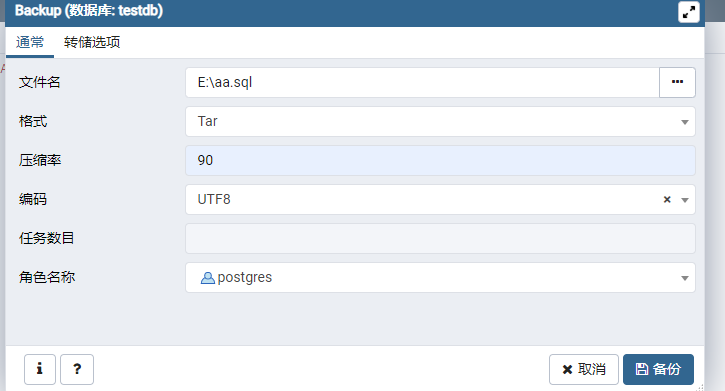 Backup (数据库: testdb)
通常 转储选项
文件名 E:\aa.sql
格式 Tar
压缩率 90
编码 UTF8
任务数目
角色名称 postgres
取消 备份